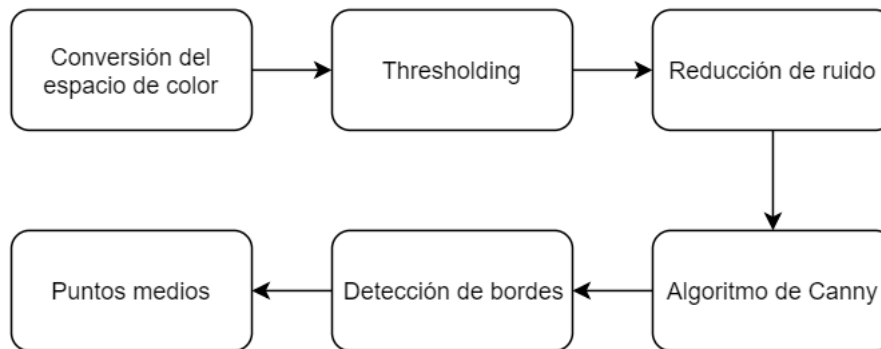 Conversión del
espacio de color
Thresholding
Reducción de ruido
Puntos medios
Detección de bordes
Algoritmo de Canny